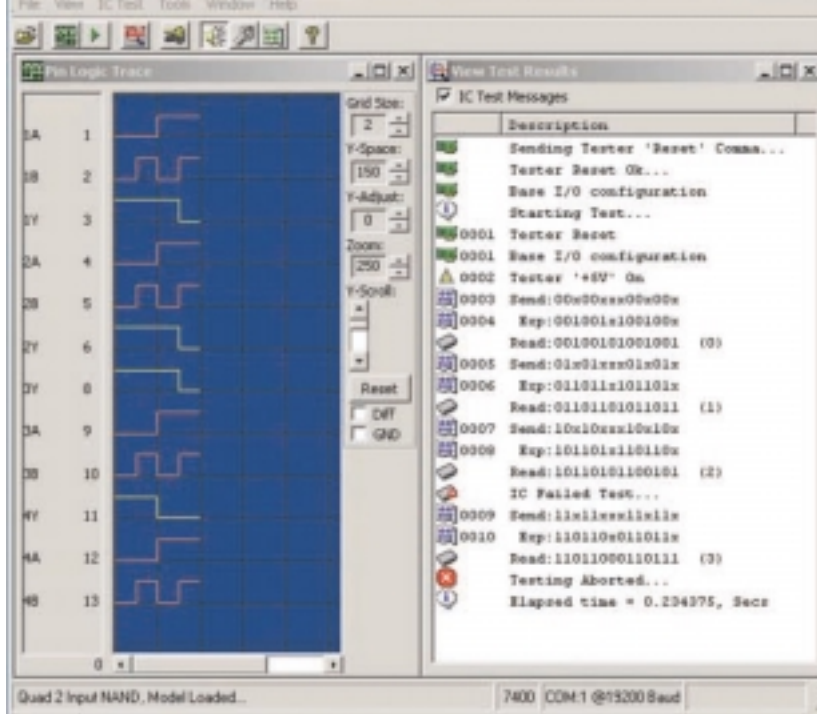 File View IC Test Tools Window Help
Pin Logic Trace
1A 1
1B 2
1Y 3
2A 4
2B 5
2Y 6
3Y 8
3A 9
3B 10
4Y 11
4A 12
4B 13
0
Grid Size:
2
Y-Space:
150
Y-Adjust:
0
Zoom:
250
Y-Scroll:
Reset
Diff
GND
View Test Results
IC Test Messages
Description
Sending Tester 'Reset' Comma...
Tester Reset Ok...
Base I/O configuration
Starting Test...
0001 Tester Reset
0001 Base I/O configuration
0002 Tester '+5V' On
0003 Send:00x00xxx00x00x
0004 Exp:001001x100100x
Read:00100101001001 (0)
0005 Send:01x01xxx01x01x
0006 Exp:011011x101101x
Read:01101101011011 (1)
0007 Send:10x10xxx10x10x
0008 Exp:101101x110110x
Read:10110101100101 (2)
IC Failed Test...
0009 Send:11x11xxx11x11x
0010 Exp:110110x011011x
Read:11011000110111 (3)
Testing Aborted...
Elapsed time = 0.234375, Secs
Quad 2 Input NAND, Model Loaded... 7400 COM:1 @19200 Baud